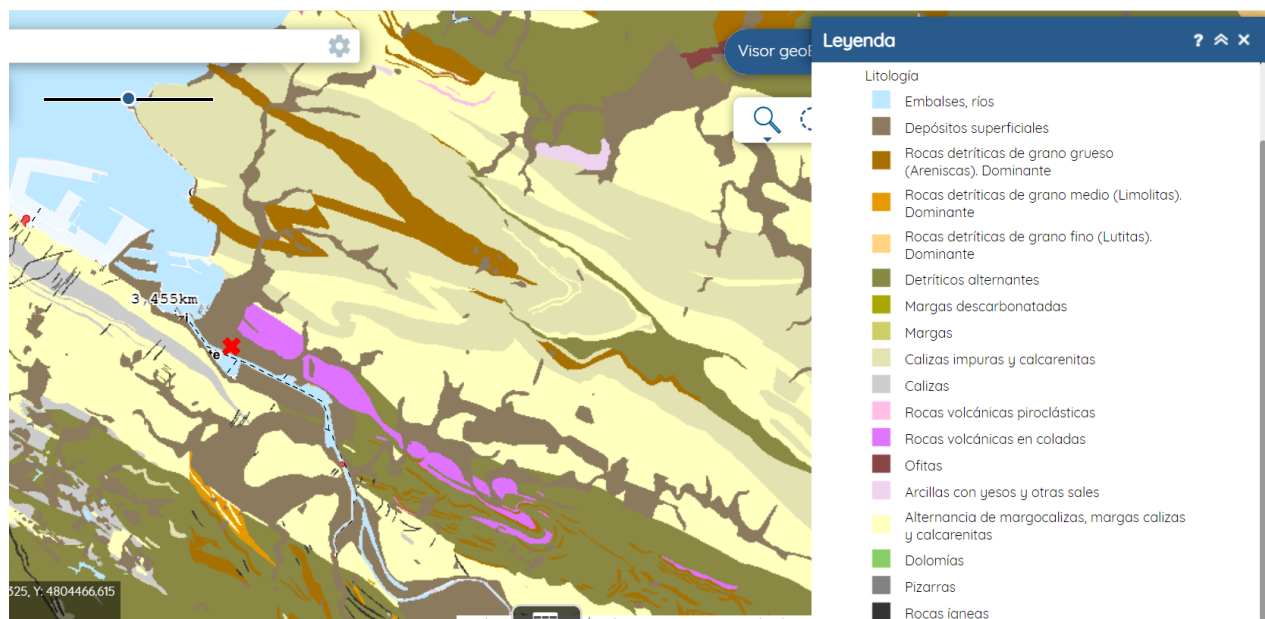 Visor geoE
Leyenda
?
Litología
Embalses, ríos
Depósitos superficiales
Rocas detríticas de grano grueso
(Areniscas). Dominante
Rocas detríticas de grano medio (Limolitas).
Dominante
Rocas detríticas de grano fino (Lutitas).
Dominante
Detríticos alternantes
Margas descarbonatadas
Margas
Calizas impuras y calcarenitas
Calizas
Rocas volcánicas piroclásticas
Rocas volcánicas en coladas
Ofitas
Arcillas con yesos y otras sales
Alternancia de margocalizas, margas calizas
y calcarenitas
Dolomías
Pizarras
Rocas ígneas
3,455km
te
325, Y: 4804466.615